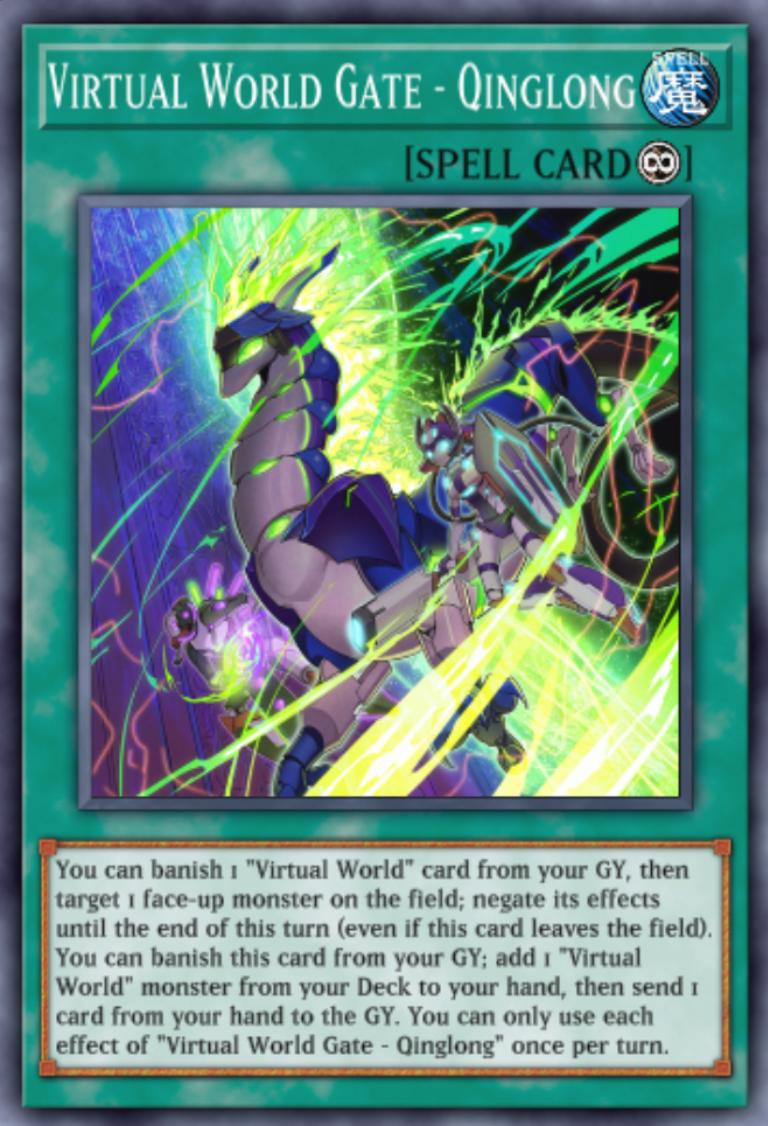 VIRTUAL WORLD GATE - QINGLONG
SPELL
魔
[SPELL CARD]
You can banish 1 "Virtual World" card from your GY, then
target 1 face-up monster on the field; negate its effects
until the end of this turn (even if this card leaves the field).
You can banish this card from your GY; add 1 "Virtual
World" monster from your Deck to your hand, then send 1
card from your hand to the GY. You can only use each
effect of "Virtual World Gate - Qinglong" once per turn.